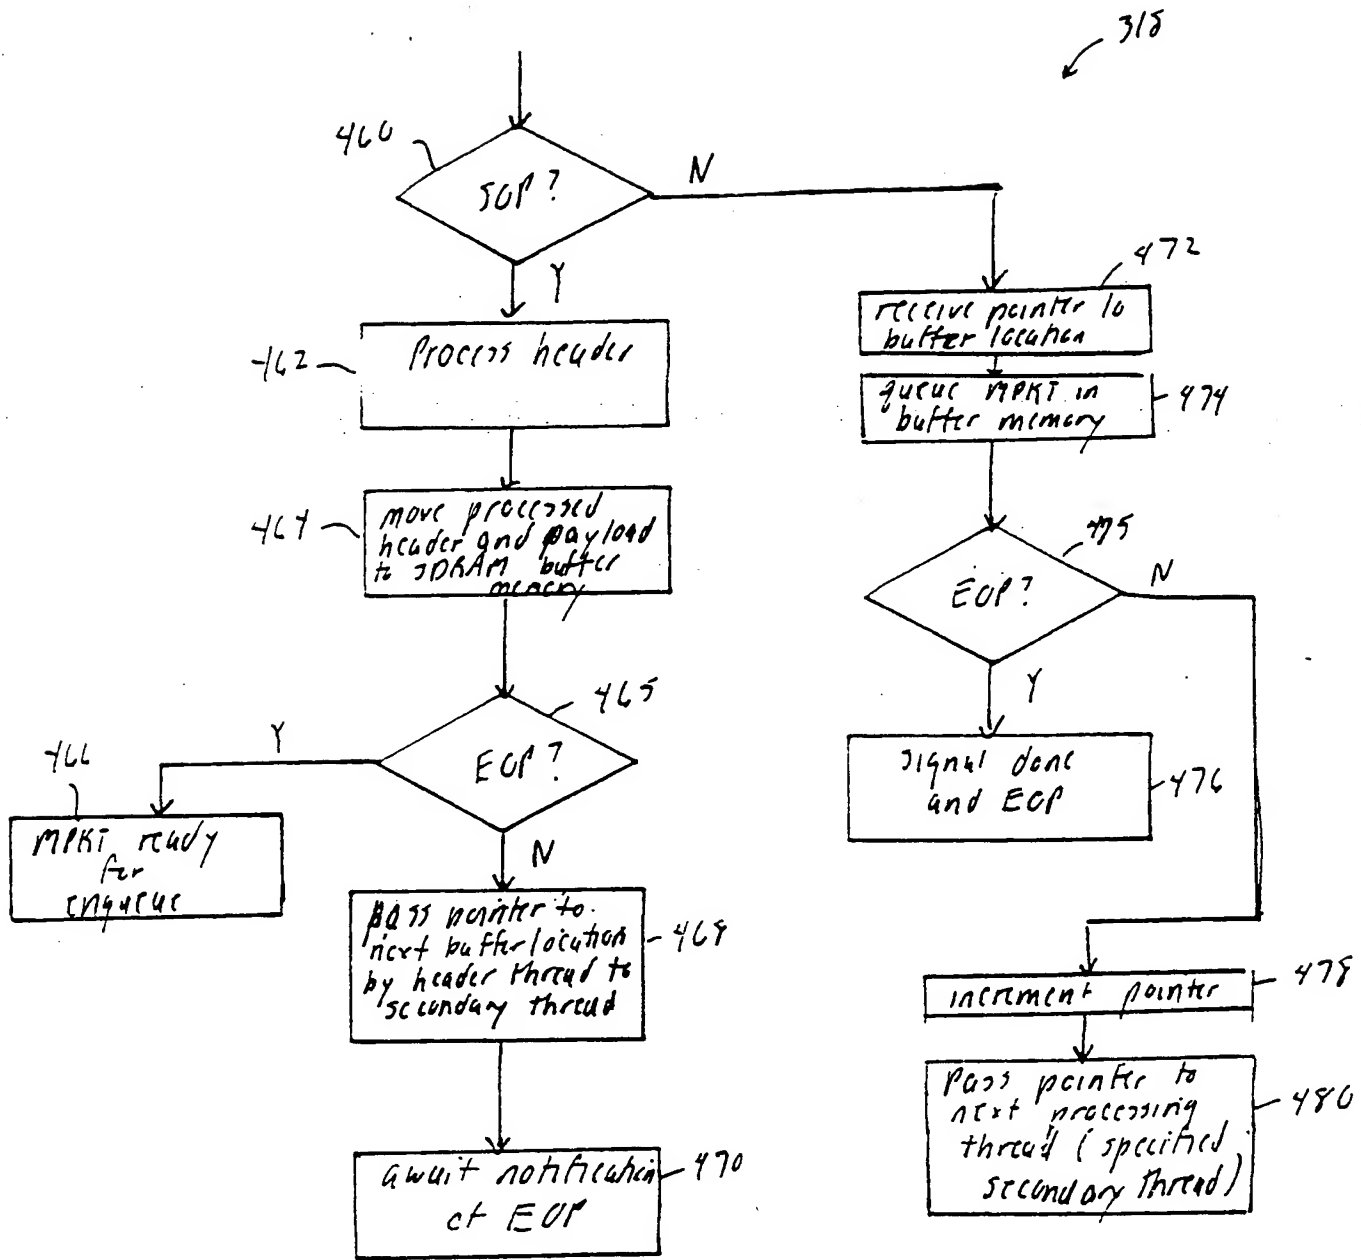 318
460
SOP?
N
Y
472
receive pointer to
buffer location
462
Process header
queue MPKT in
buffer memory
474
464
move processed
header and payload
to SDRAM buffer
memory
475
EOP?
N
Y
465
EOP?
Y
N
466
MPKT ready
for
enqueue
signal done
and EOP
476
pass pointer to
next buffer location
by header thread to
secondary thread
468
increment pointer
478
Pass pointer to
next processing
thread (specified
secondary thread)
480
await notification
of EOP
470